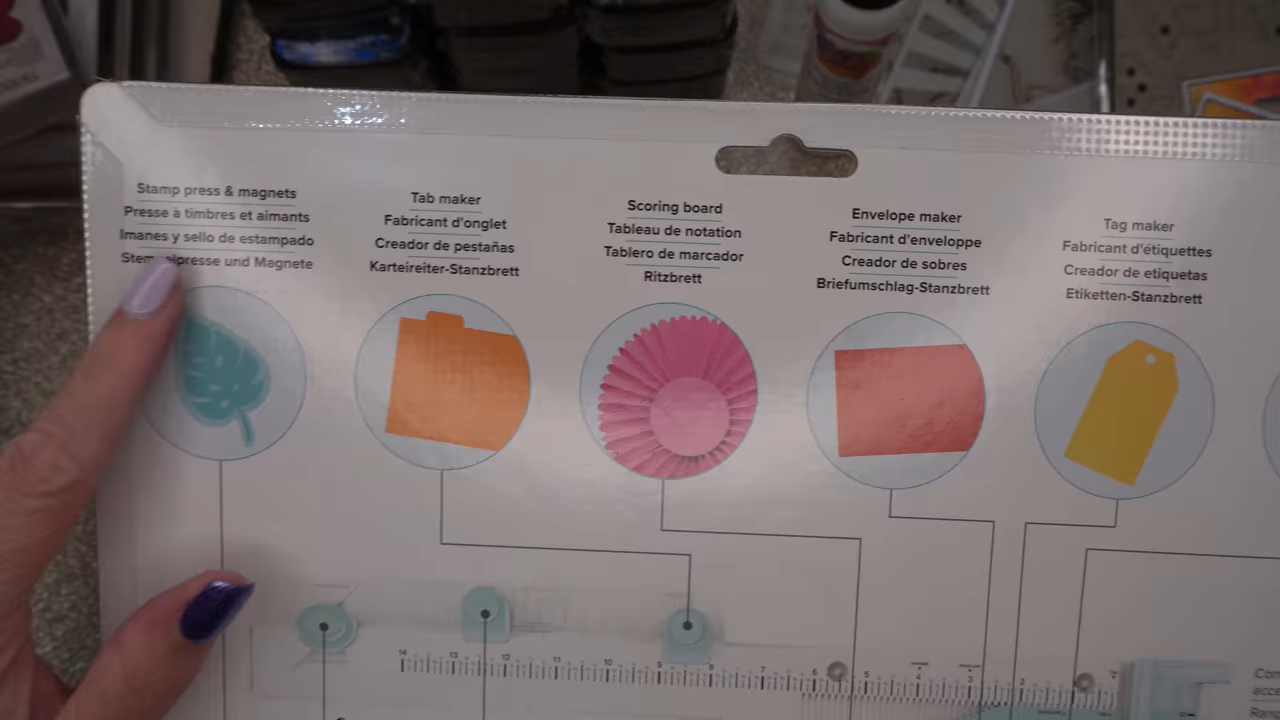 Stamp press & magnets
Presse à timbres et aimants
Imanes y sello de estampado
und Magnete
Tab maker
Fabricant d'onglet
Creador de pestañas
Karteireiter-Stanzbrett
Scoring board
Tableau de notation
Tablero de marcador
Ritzbrett
Envelope maker
Fabricant d'enveloppe
Creador de sobres
Briefumschlag-Stanzbrett
Tag maker
Fabricant d'étiquettes
Creador de etiquetas
Etiketten-Stanzbrett
14 13 12 11 10 9 8 7 6 5 4 3 2